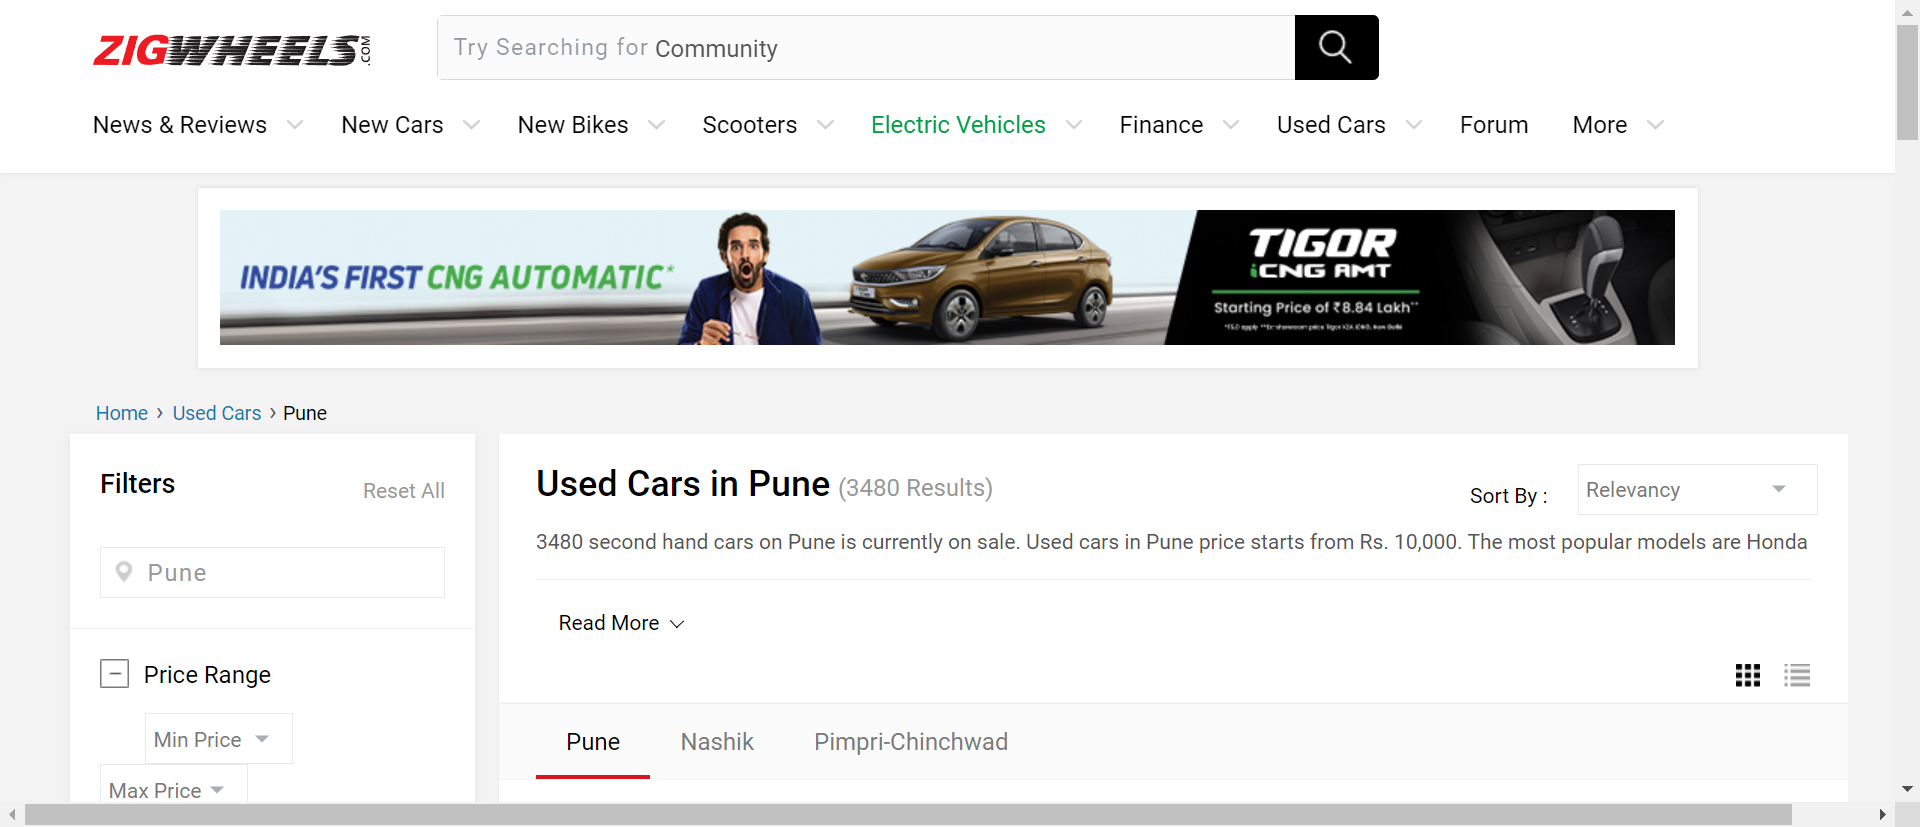 ZIGWHEELS.COM
Try Searching for Community
News & Reviews New Cars New Bikes Scooters Electric Vehicles Finance Used Cars Forum More
INDIA'S FIRST CNG AUTOMATIC*
TIGOR
iCNG AMT
Starting Price of ₹8.84 Lakh**
Home › Used Cars › Pune
Filters
Reset All
Pune
Price Range
Min Price
Max Price
Used Cars in Pune (3480 Results)
Sort By :
Relevancy
3480 second hand cars on Pune is currently on sale. Used cars in Pune price starts from Rs. 10,000. The most popular models are Honda
Read More
Pune Nashik Pimpri-Chinchwad